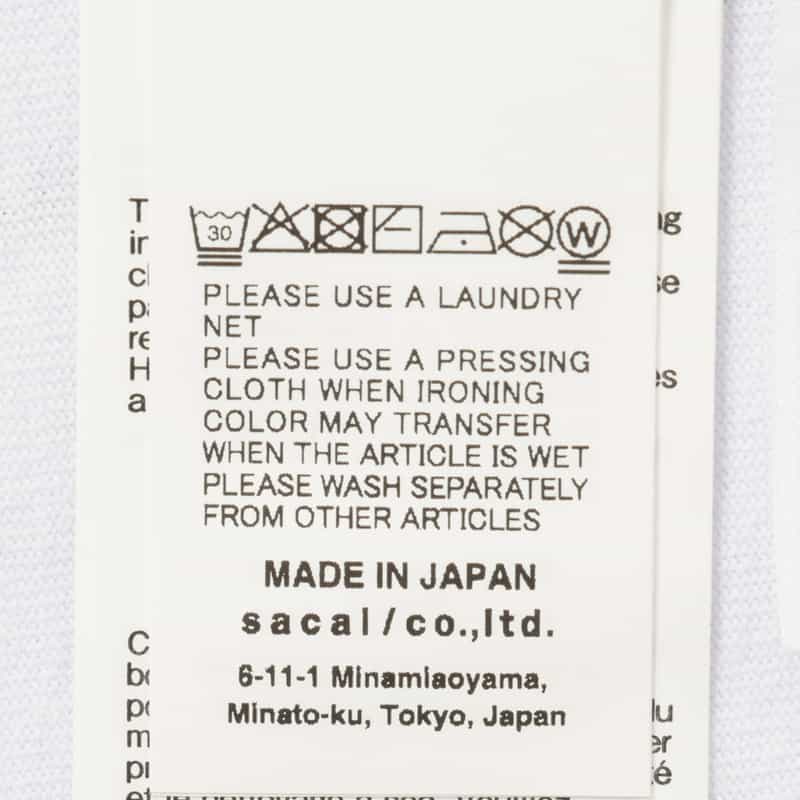 30
W
PLEASE USE A LAUNDRY
NET
PLEASE USE A PRESSING
CLOTH WHEN IRONING
COLOR MAY TRANSFER
WHEN THE ARTICLE IS WET
PLEASE WASH SEPARATELY
FROM OTHER ARTICLES
MADE IN JAPAN
sacai/co.,ltd.
6-11-1 Minamiaoyama,
Minato-ku, Tokyo, Japan